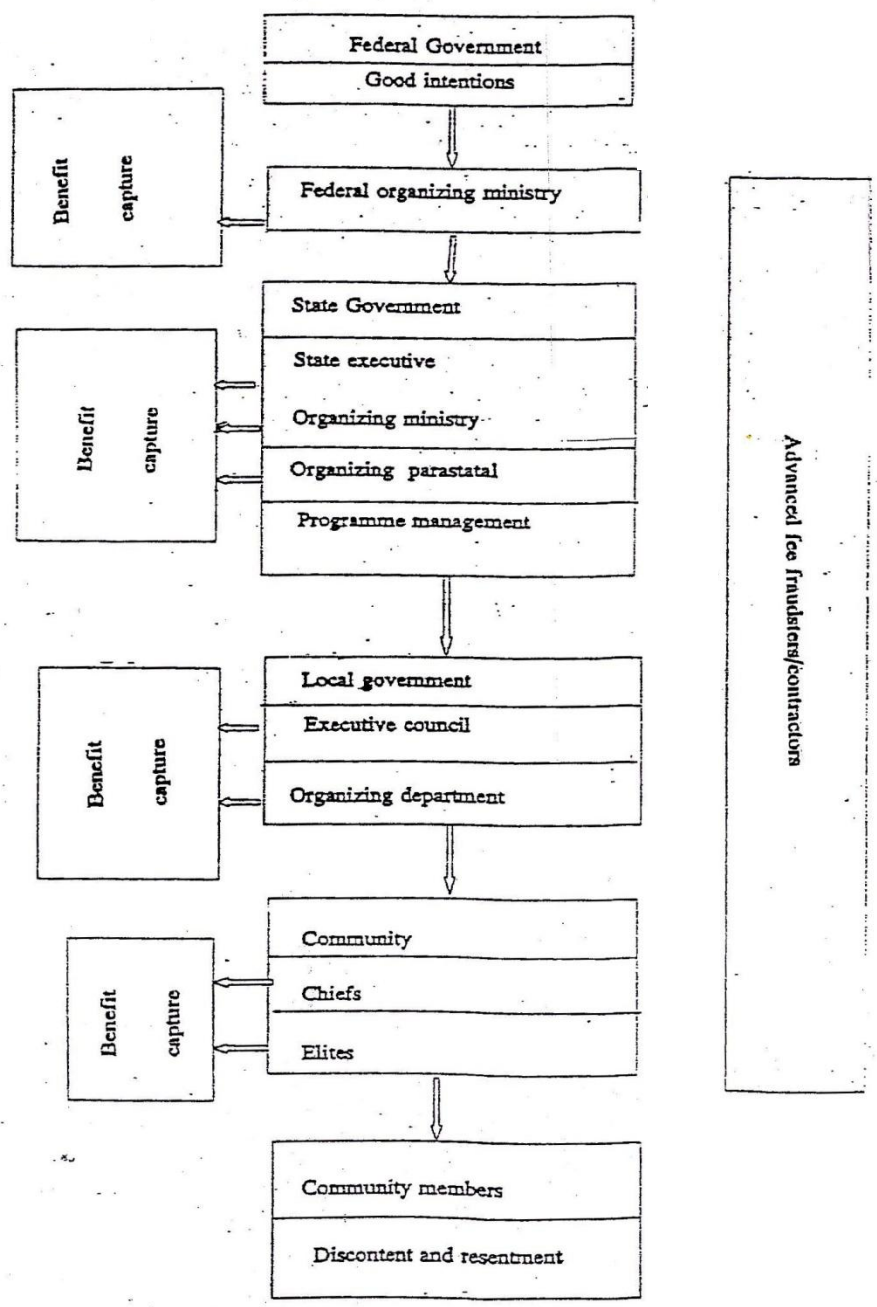 Federal Government
Good intentions
Benefit
capture
Federal organizing ministry
State Government
State executive
Organizing ministry
Organizing parastatal
Programme management
Benefit
capture
Local government
Executive council
Organizing department
Benefit
capture
Community
Chiefs
Elites
Benefit
capture
Community members
Discontent and resentment
Advanced fee fraudsters/contractors